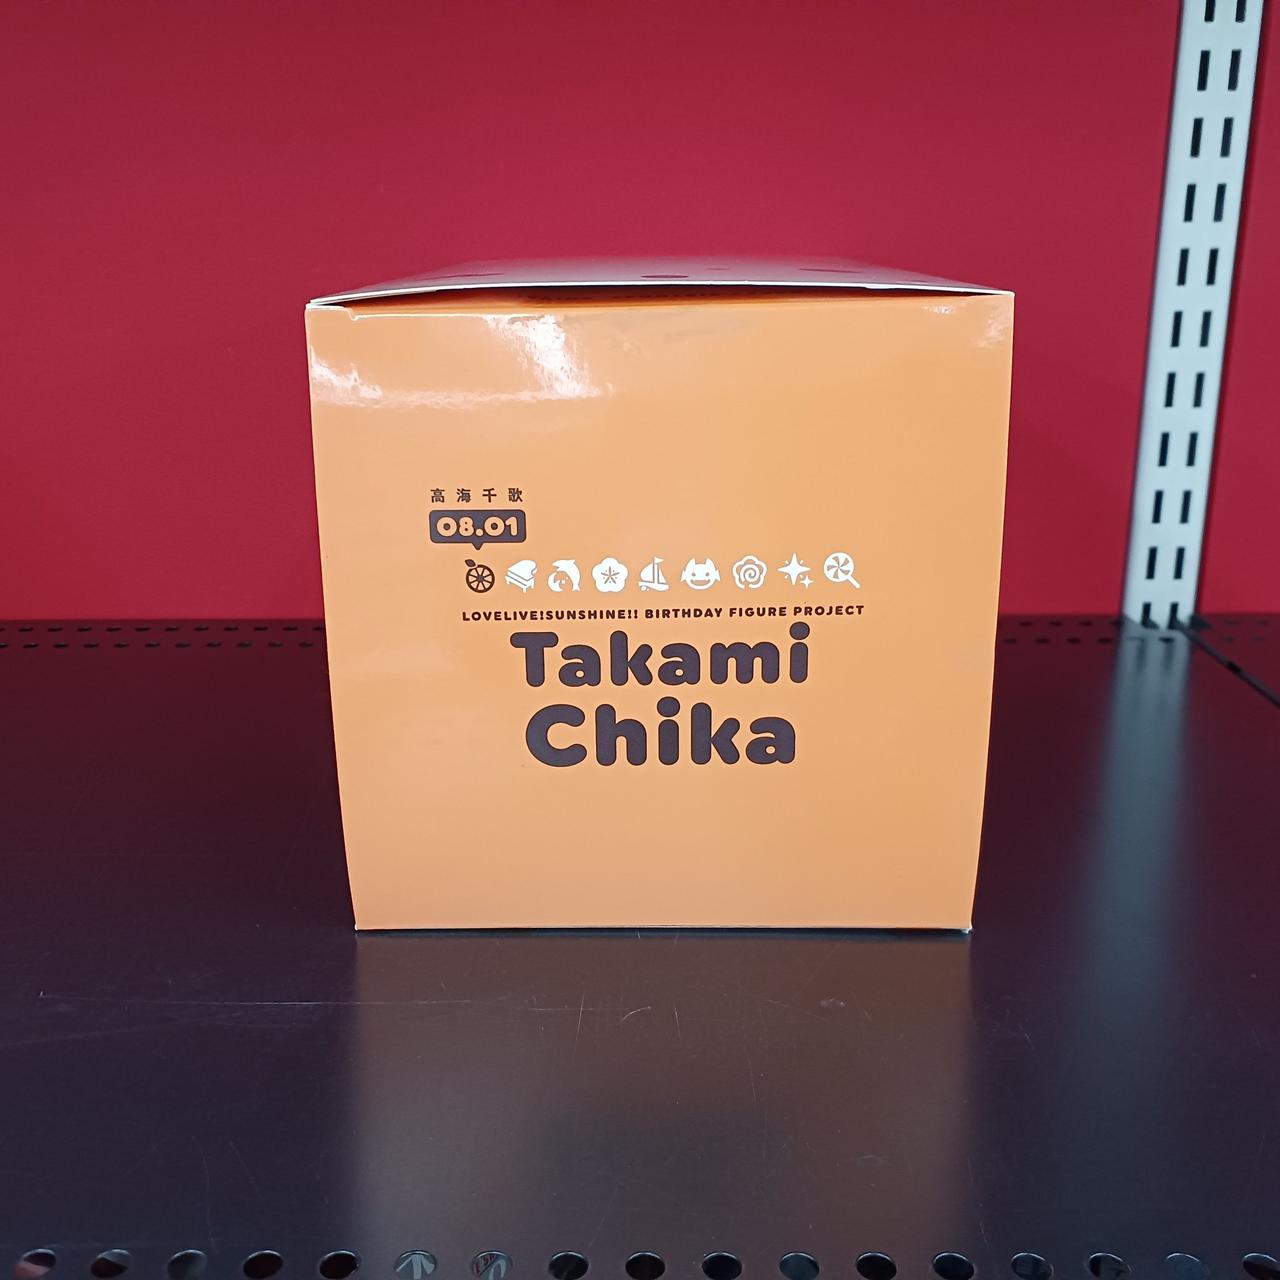 高海千歌
08.01
LOVELIVE!SUNSHINE!! BIRTHDAY FIGURE PROJECT
Takami
Chika